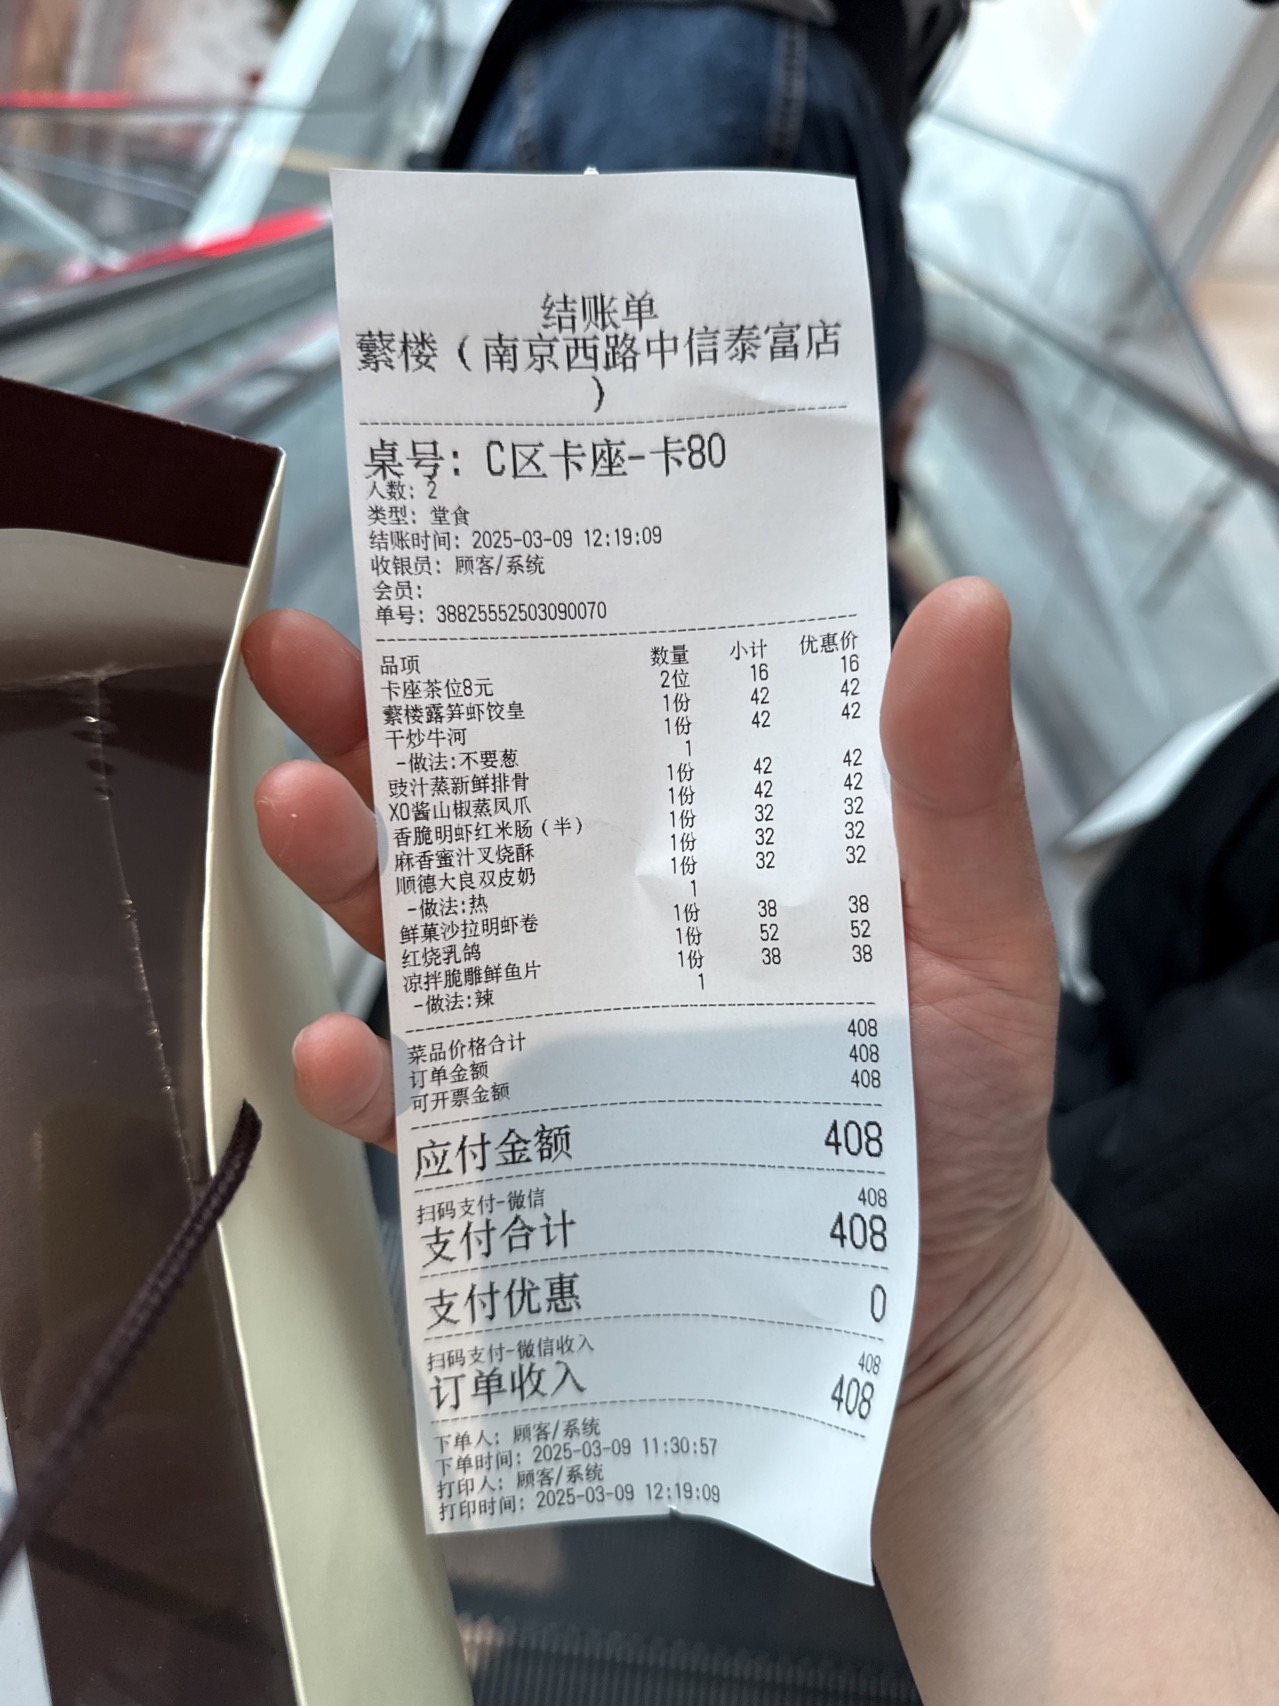 结账单
蘩楼（南京西路中信泰富店
）
桌号: C区卡座-卡80
人数: 2
类型: 堂食
结账时间: 2025-03-09 12:19:09
收银员: 顾客/系统
会员:
单号: 38825552503090070
品项 数量 小计 优惠价
卡座茶位8元 2位 16 16
蘩楼露笋虾饺皇 1份 42 42
干炒牛河 1份 42 42
-做法:不要葱 1
豉汁蒸新鲜排骨 1份 42 42
XO酱山椒蒸凤爪 1份 42 42
香脆明虾红米肠（半） 1份 32 32
麻香蜜汁叉烧酥 1份 32 32
顺德大良双皮奶 1份 32 32
-做法:热 1
鲜菓沙拉明虾卷 1份 38 38
红烧乳鸽 1份 52 52
凉拌脆雕鲜鱼片 1份 38 38
-做法:辣 1
菜品价格合计 408
订单金额 408
可开票金额 408
应付金额 408
扫码支付-微信 408
支付合计 408
支付优惠 0
扫码支付-微信收入 408
订单收入 408
下单人: 顾客/系统
下单时间: 2025-03-09 11:30:57
打印人: 顾客/系统
打印时间: 2025-03-09 12:19:09